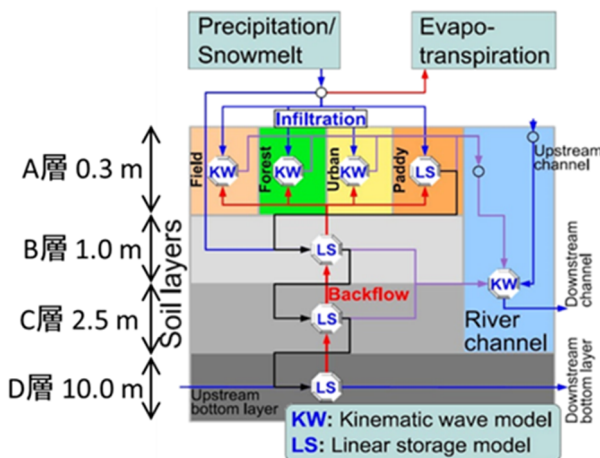 Precipitation/
Snowmelt
Evapo-
transpiration
Infiltration
A層 0.3 m
Field
KW
Forest
KW
Urban
KW
Paddy
LS
Upstream
channel
B層 1.0 m
LS
Soil layers
Backflow
KW
Downstream
channel
C層 2.5 m
LS
River
channel
D層 10.0 m
Upstream
bottom layer
LS
Downstream
bottom layer
KW: Kinematic wave model
LS: Linear storage model